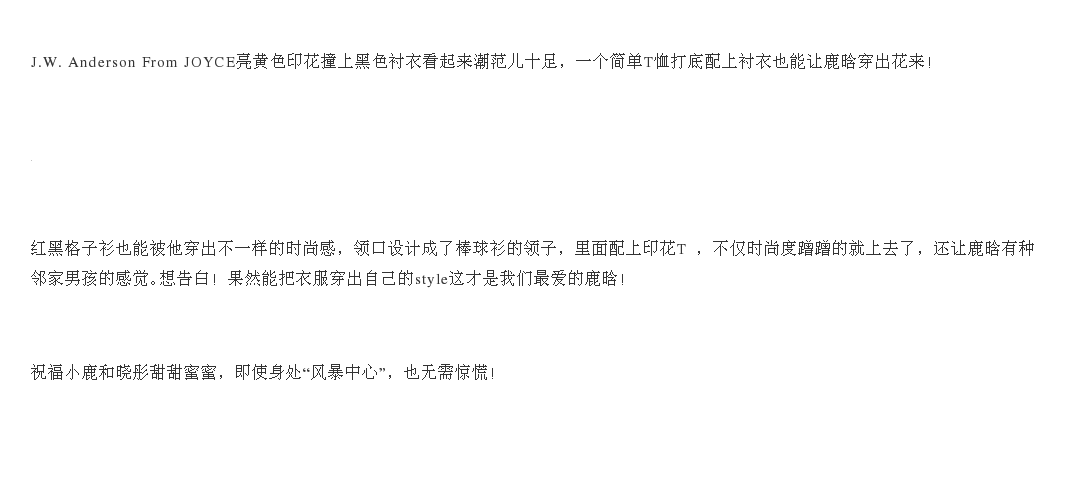 J.W. Anderson From JOYCE亮黄色印花撞上黑色衬衣看起来潮范儿十足，一个简单T恤打底配上衬衣也能让鹿晗穿出花来！
红黑格子衫也能被他穿出不一样的时尚感，领口设计成了棒球衫的领子，里面配上印花T ，不仅时尚度蹭蹭的就上去了，还让鹿晗有种
邻家男孩的感觉。想告白！果然能把衣服穿出自己的style这才是我们最爱的鹿晗！
祝福小鹿和晓彤甜甜蜜蜜，即使身处“风暴中心”，也无需惊慌！